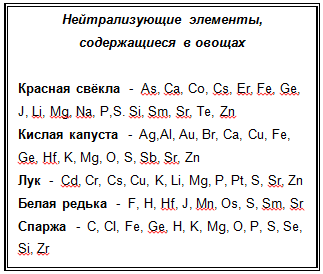 Нейтрализующие элементы,
содержащиеся в овощах
Красная свёкла - As, Ca, Co, Cs, Er, Fe, Ge,
J, Li, Mg, Na, P,S. Si, Sm, Sr, Te, Zn
Кислая капуста - Ag,Al, Au, Br, Ca, Cu, Fe,
Ge, Hf, K, Mg, O, S, Sb, Sr, Zn
Лук - Cd, Cr, Cs, Cu, K, Li, Mg, P, Pt, S, Sr, Zn
Белая редька - F, H, Hf, J, Mn, Os, S, Sm, Sr
Спаржа - C, Cl, Fe, Ge, H, K, Mg, O, P, S, Se,
Si, Zr